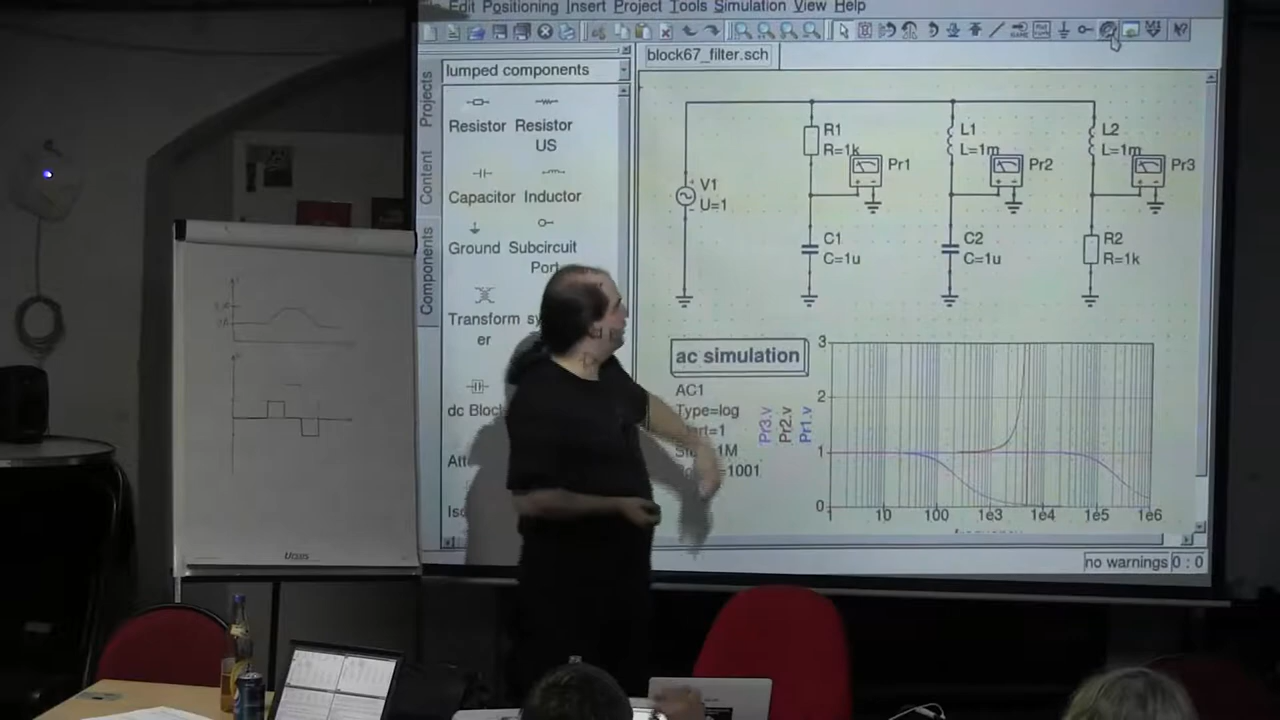 Edit Positioning Insert Project Tools Simulation View Help
block67_filter.sch
Projects
Content
Components
lumped components
Resistor Resistor
US
Capacitor Inductor
Ground Subcircuit
Port
Transform
er
dc Block
V1
U=1
R1
R=1k
Pr1
C1
C=1u
L1
L=1m
Pr2
C2
C=1u
L2
L=1m
Pr3
R2
R=1k
ac simulation
AC1
Type=log
=1
=1M
=1001
Pr3.v
Pr2.v
Pr1.v
3
2
1
0
1 10 100 1e3 1e4 1e5 1e6
no warnings 0 : 0